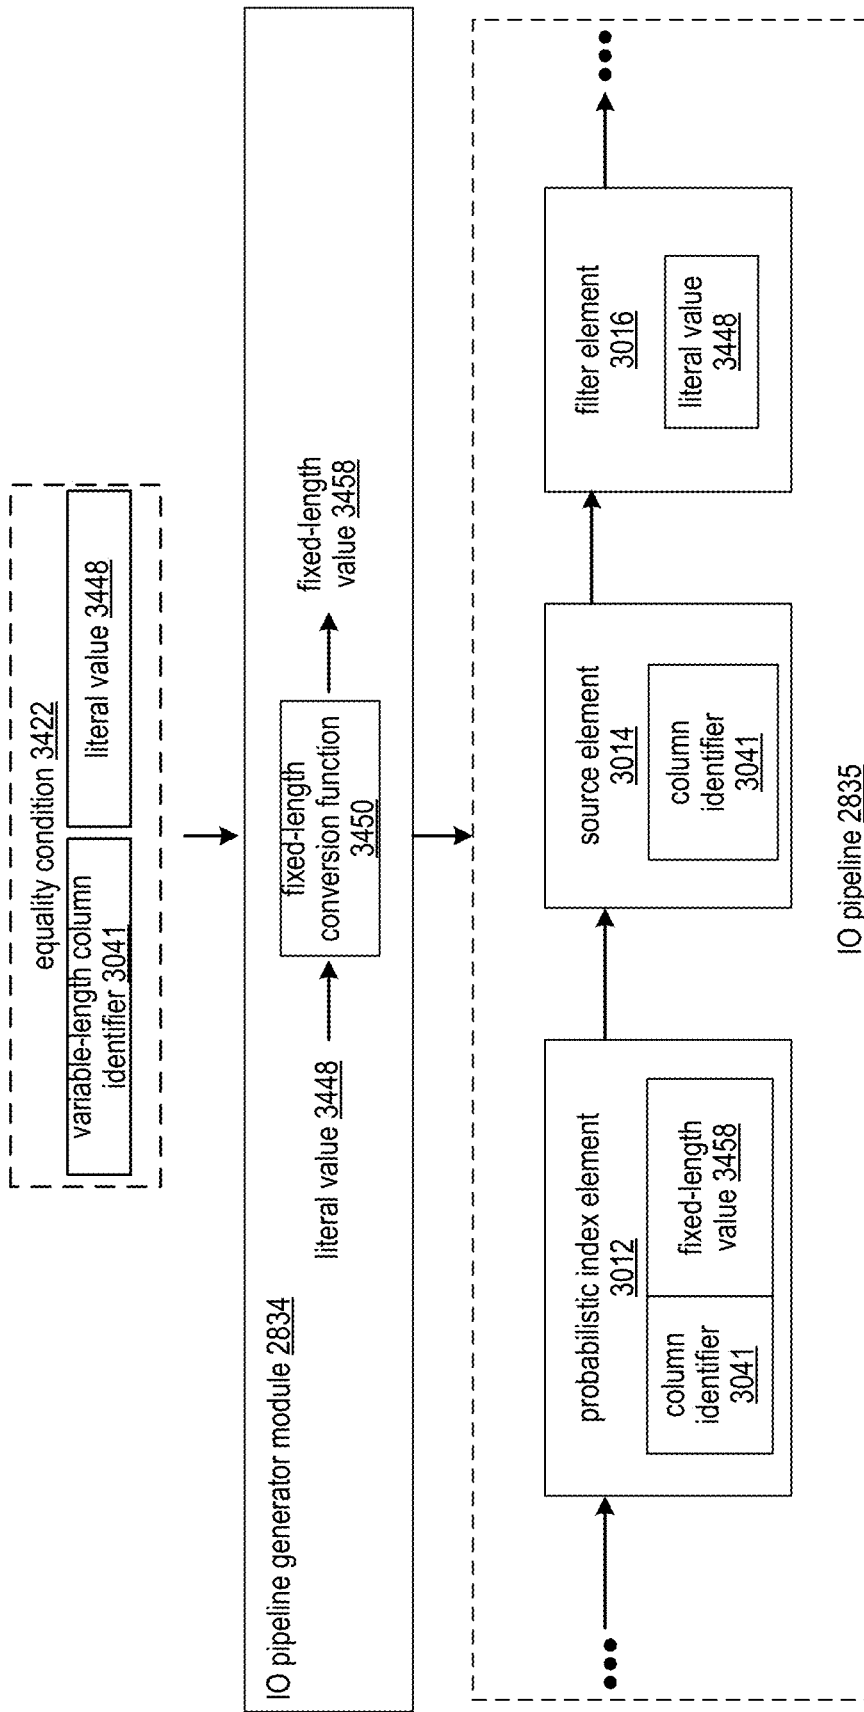 equality condition 3422
variable-length column
identifier 3041
literal value 3448
IO pipeline generator module 2834
literal value 3448
fixed-length
conversion function
3450
fixed-length
value 3458
probabilistic index element
3012
column
identifier
3041
fixed-length
value 3458
source element
3014
column
identifier
3041
filter element
3016
literal value
3448
IO pipeline 2835